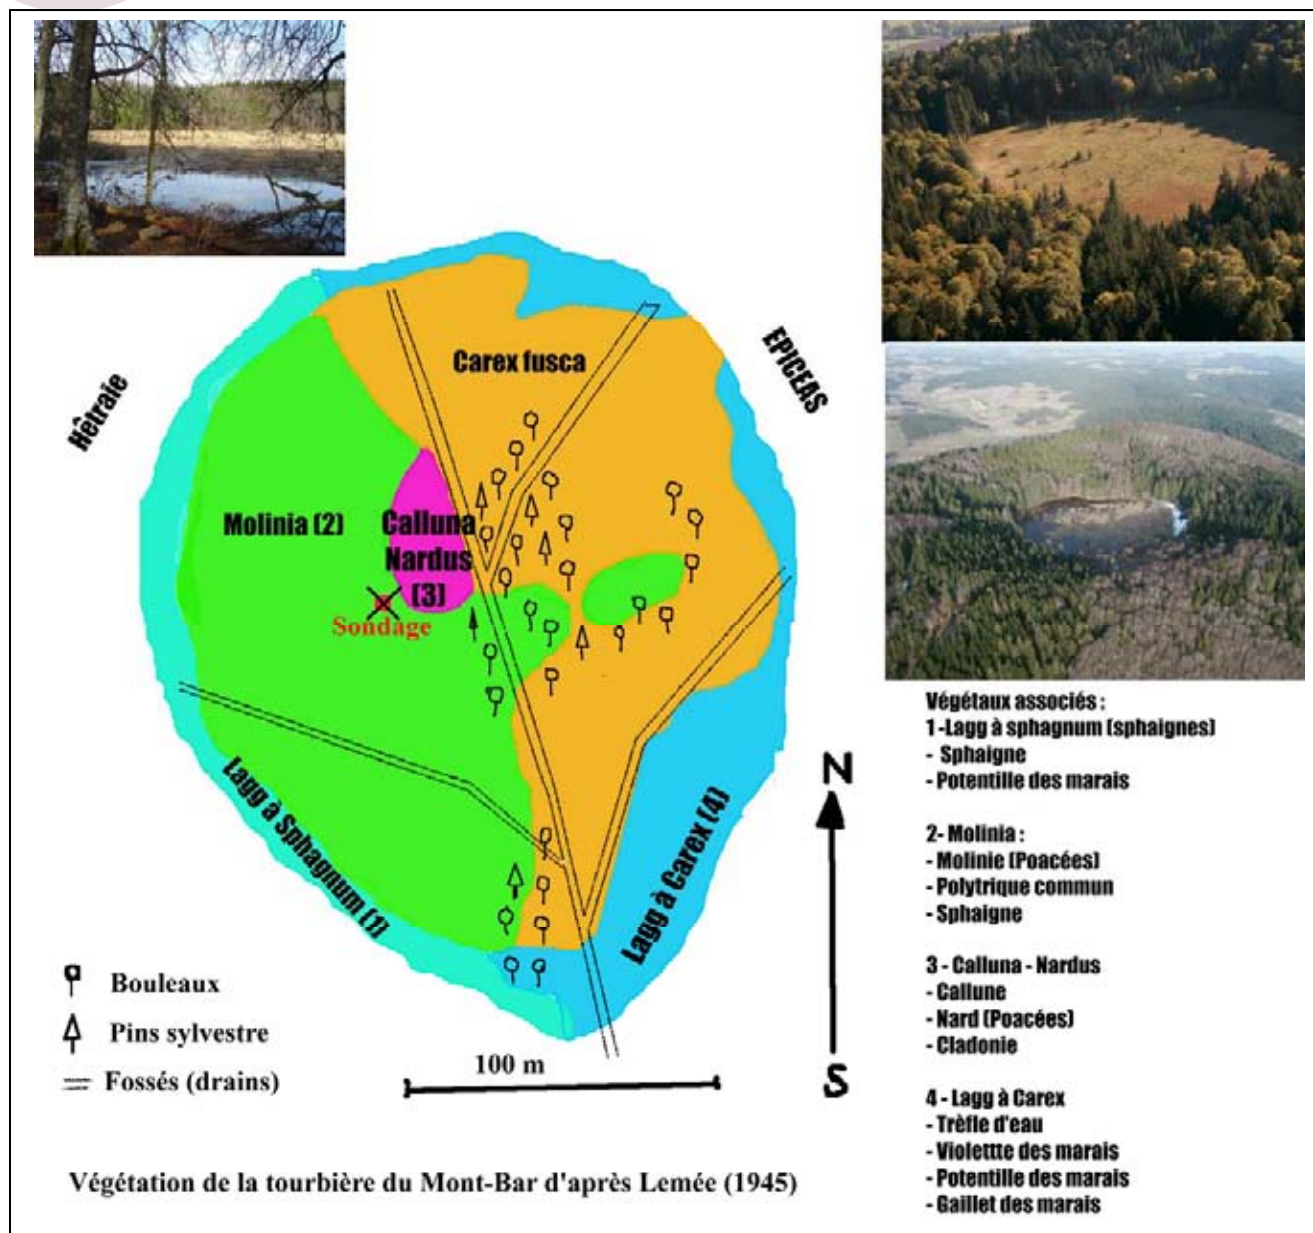 Carex fusca
EPICEAS
Hêtraie
Molinia (2)
Calluna
Nardus
(3)
Sondage
Lagg à Sphagnum (1)
Lagg à Carex (4)
N
S
Bouleaux
Pins sylvestre
Fossés (drains)
100 m
Végétation de la tourbière du Mont-Bar d'après Lemée (1945)
Végétaux associés :
1 -Lagg à sphagnum (sphaignes)
- Sphaigne
- Potentille des marais
2- Molinia :
- Molinie (Poacées)
- Polytrique commun
- Sphaigne
3 - Calluna - Nardus
- Callune
- Nard (Poacées)
- Cladonie
4 - Lagg à Carex
- Trèfle d'eau
- Violettte des marais
- Potentille des marais
- Gaillet des marais